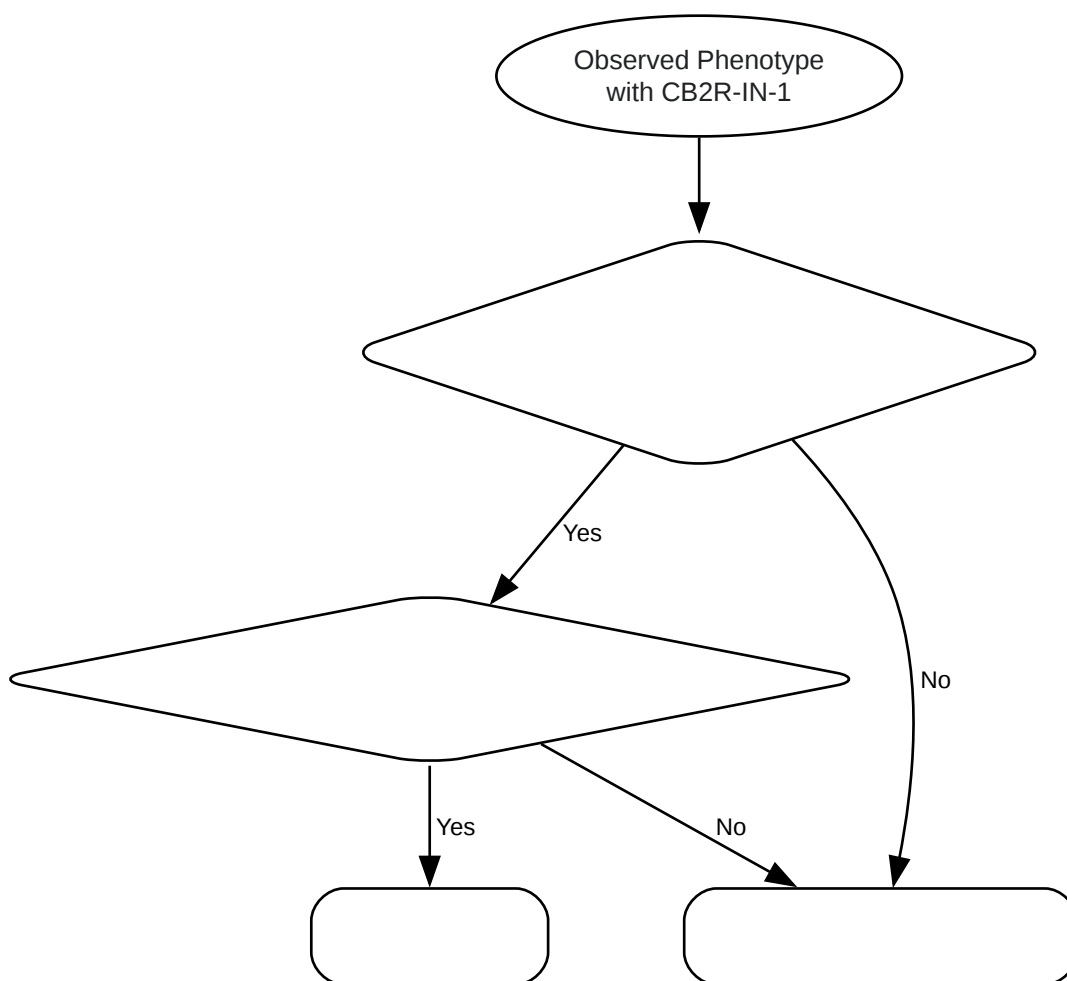 Observed Phenotype
with CB2R-IN-1
Yes
No
Yes
No